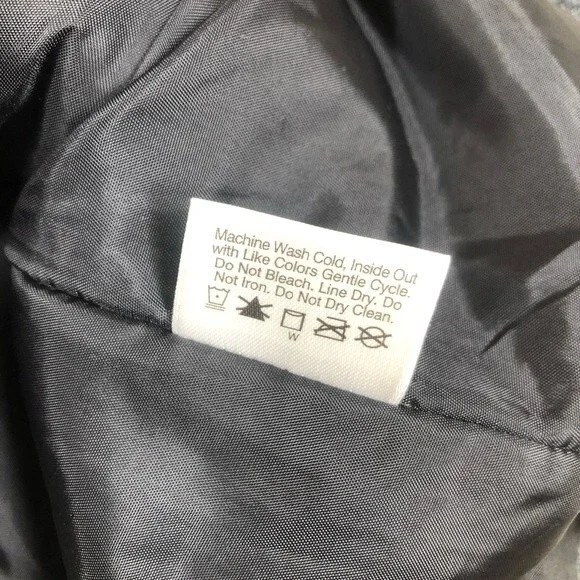 Machine Wash Cold, Inside Out
with Like Colors Gentle Cycle.
Do Not Bleach. Line Dry. Do
Not Iron. Do Not Dry Clean.
W